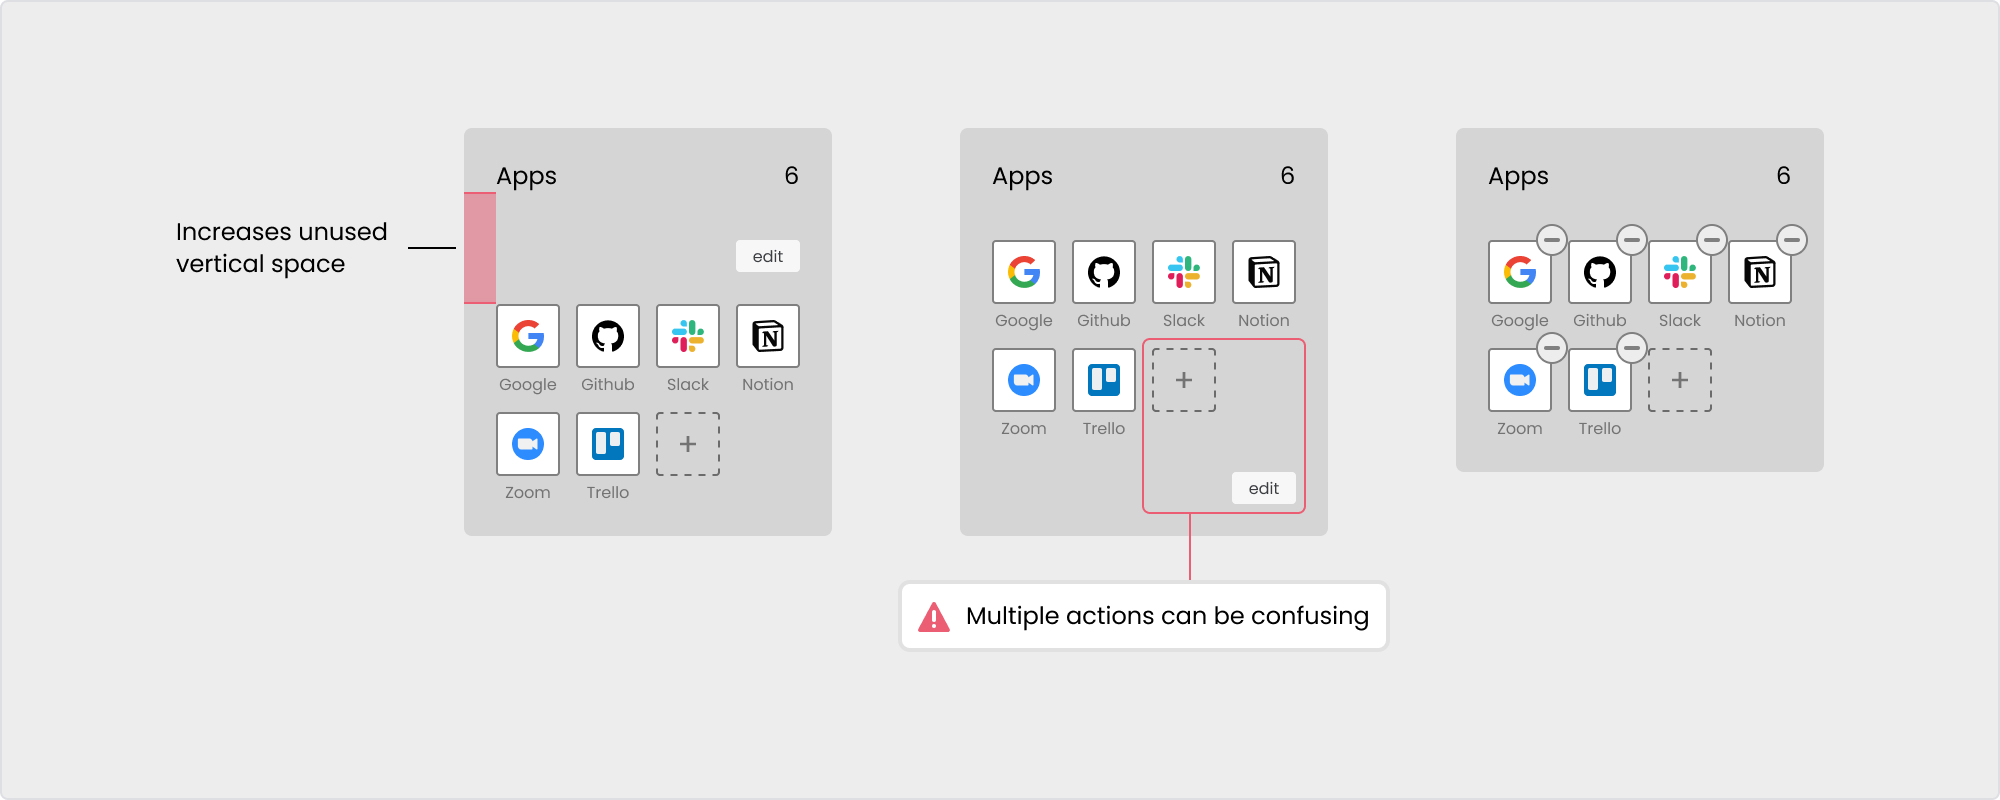 Increases unused
vertical space
Apps 6
edit
Google Github Slack Notion
Zoom Trello
Apps 6
Google Github Slack Notion
Zoom Trello
edit
Multiple actions can be confusing
Apps 6
Google Github Slack Notion
Zoom Trello